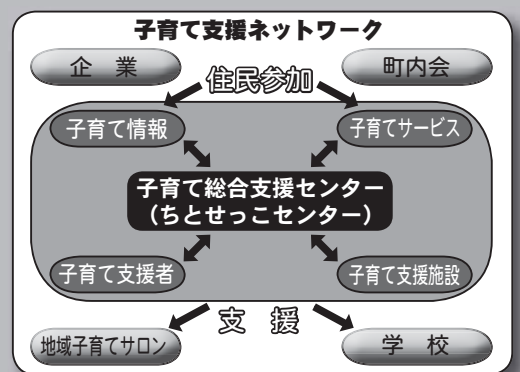 子育て支援ネットワーク
企 業
町内会
住民参加
子育て情報
子育てサービス
子育て総合支援センター
（ちとせっこセンター）
子育て支援者
子育て支援施設
支 援
地域子育てサロン
学 校